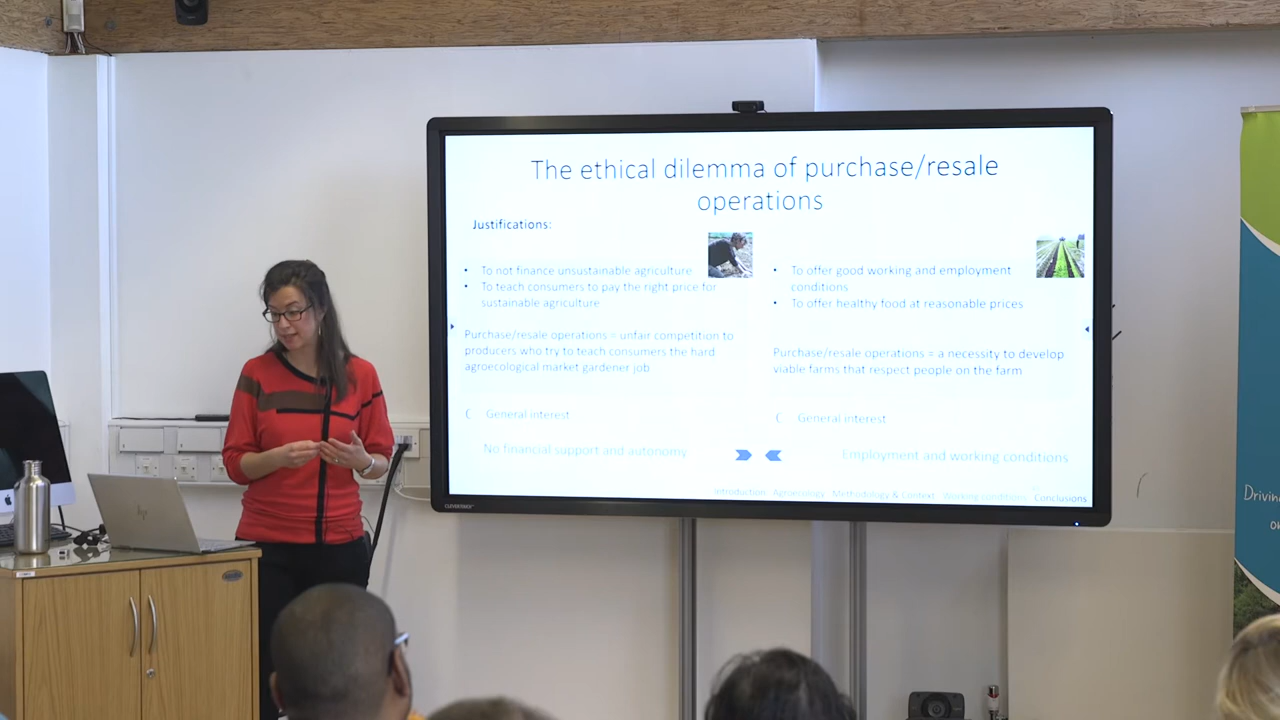 The ethical dilemma of purchase/resale
operations
Justifications:
• To not finance unsustainable agriculture
• To teach consumers to pay the right price for
sustainable agriculture
Purchase/resale operations = unfair competition to
producers who try to teach consumers the hard
agroecological market gardener job
General interest
No financial support and autonomy
• To offer good working and employment
conditions
• To offer healthy food at reasonable prices
Purchase/resale operations = a necessity to develop
viable farms that respect people on the farm
General interest
Employment and working conditions
Introduction Agroecology Methodology & Context Working conditions Conclusions
CLEVERTOUCH
hp
Driving